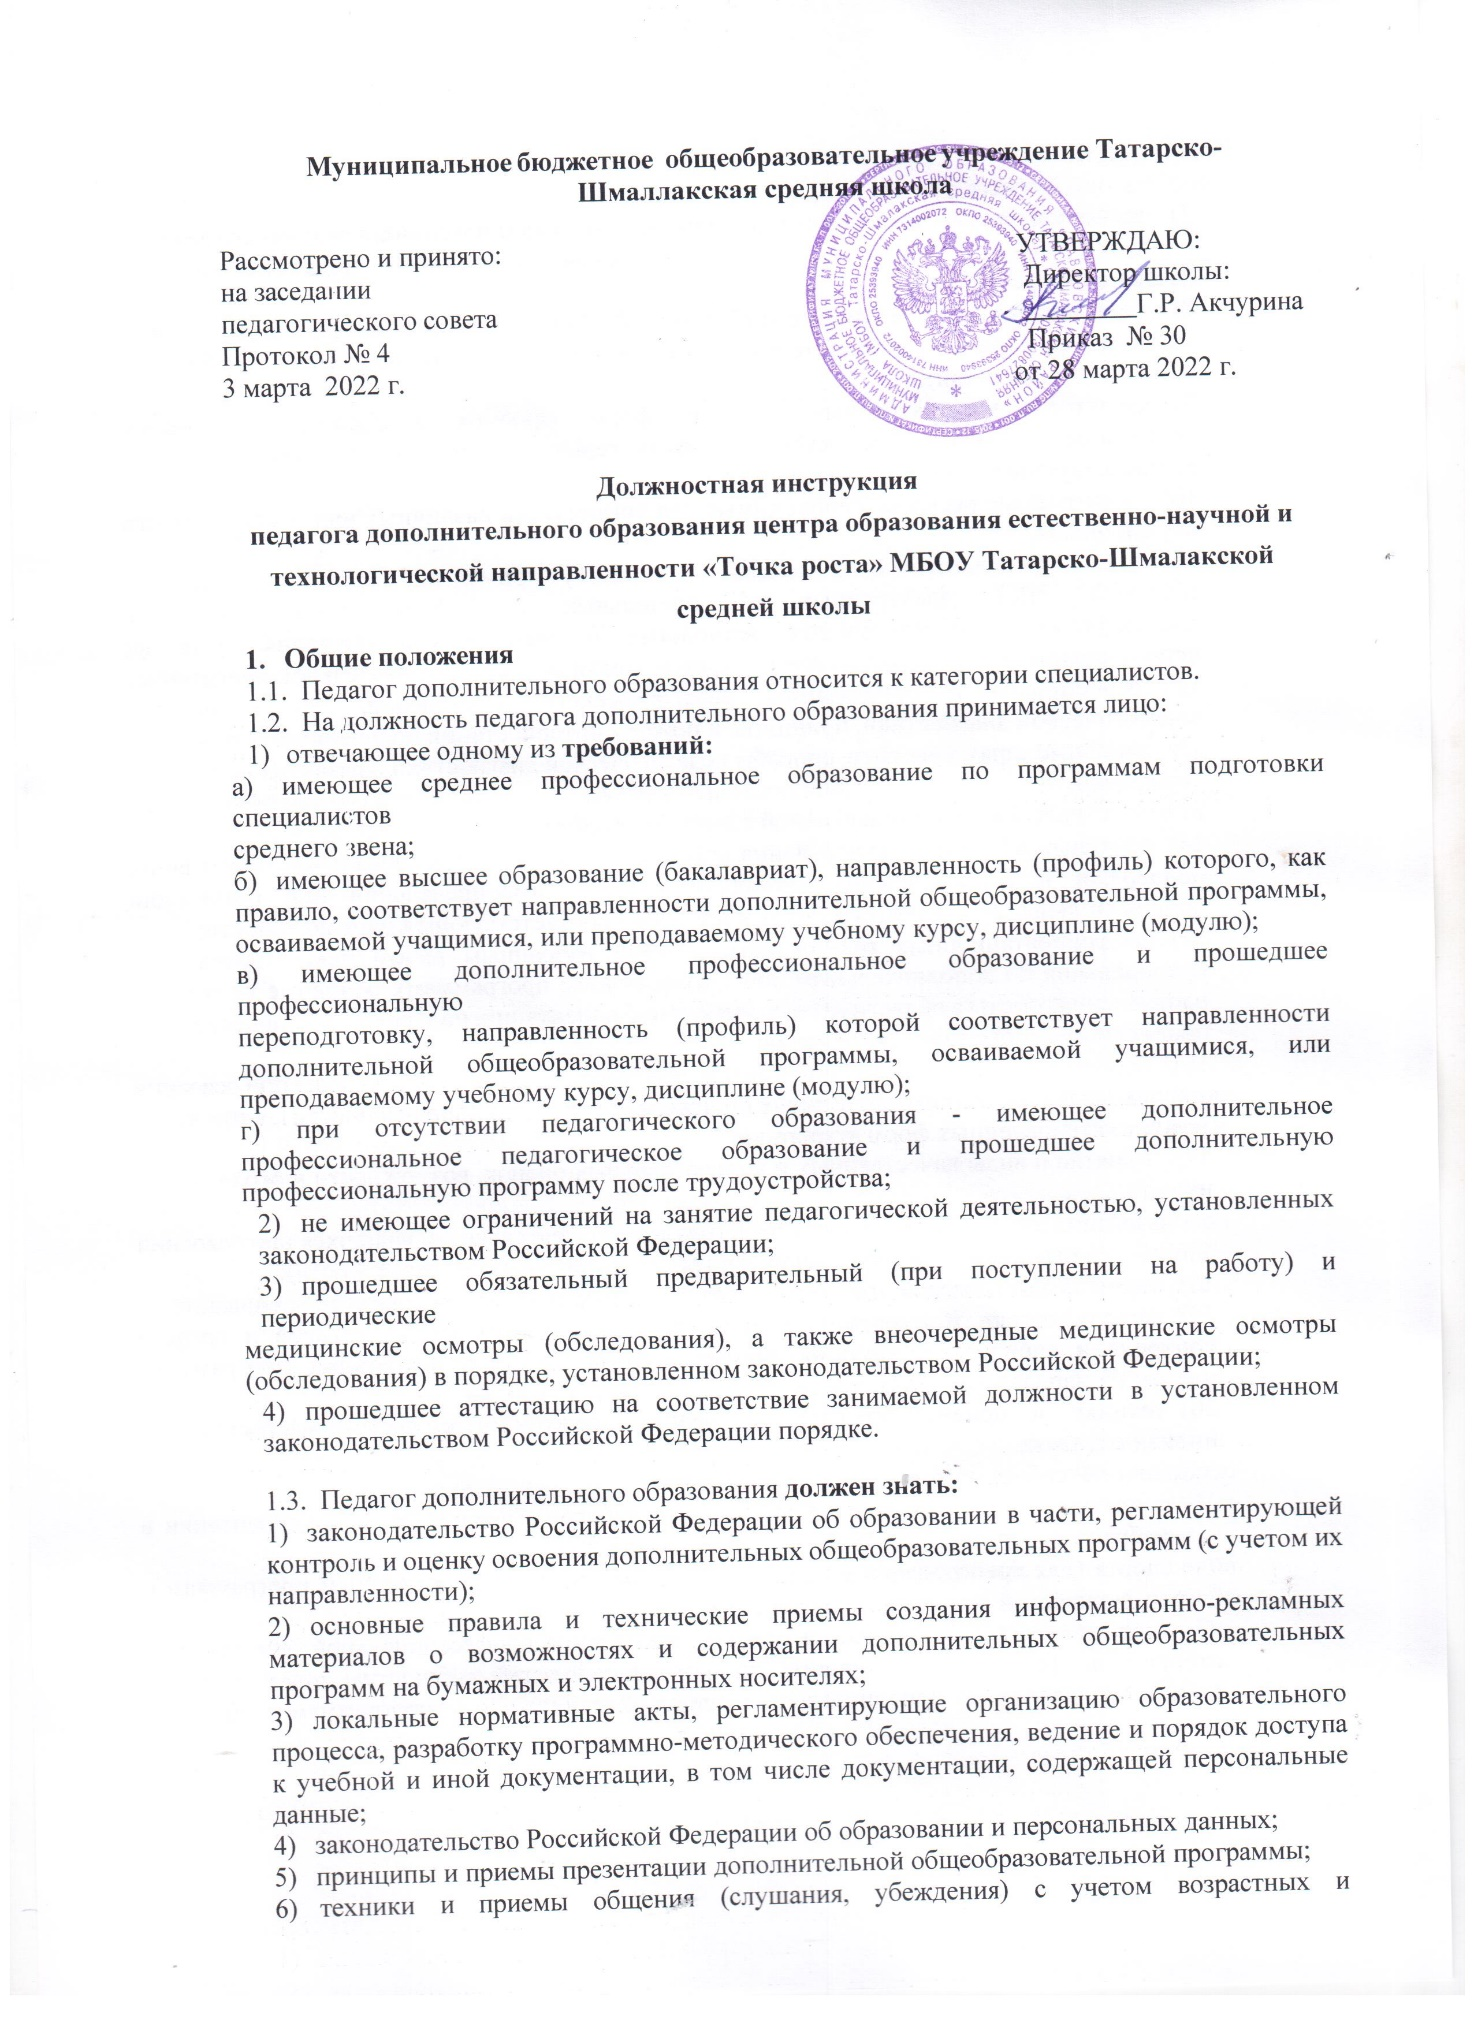 Муниципальное бюджетное общеобразовательное учреждение Татарско-
Шмаллакская средняя школа
Рассмотрено и принято:
на заседании
педагогического совета
Протокол № 4
3 марта 2022 г.
УТВЕРЖДАЮ:
Директор школы:
________Г.Р. Акчурина
Приказ № 30
от 28 марта 2022 г.
ИНН 7314002072 ОКПО 25393940
Должностная инструкция
педагога дополнительного образования центра образования естественно-научной и
технологической направленности «Точка роста» МБОУ Татарско-Шмалакской
средней школы
1. Общие положения
1.1. Педагог дополнительного образования относится к категории специалистов.
1.2. На должность педагога дополнительного образования принимается лицо:
1) отвечающее одному из требований:
а) имеющее среднее профессиональное образование по программам подготовки
специалистов
среднего звена;
б) имеющее высшее образование (бакалавриат), направленность (профиль) которого, как
правило, соответствует направленности дополнительной общеобразовательной программы,
осваиваемой учащимися, или преподаваемому учебному курсу, дисциплине (модулю);
в) имеющее дополнительное профессиональное образование и прошедшее
профессиональную
переподготовку, направленность (профиль) которой соответствует направленности
дополнительной общеобразовательной программы, осваиваемой учащимися, или
преподаваемому учебному курсу, дисциплине (модулю);
г) при отсутствии педагогического образования - имеющее дополнительное
профессиональное педагогическое образование и прошедшее дополнительную
профессиональную программу после трудоустройства;
2) не имеющее ограничений на занятие педагогической деятельностью, установленных
законодательством Российской Федерации;
3) прошедшее обязательный предварительный (при поступлении на работу) и
периодические
медицинские осмотры (обследования), а также внеочередные медицинские осмотры
(обследования) в порядке, установленном законодательством Российской Федерации;
4) прошедшее аттестацию на соответствие занимаемой должности в установленном
законодательством Российской Федерации порядке.
1.3. Педагог дополнительного образования должен знать:
1) законодательство Российской Федерации об образовании в части, регламентирующей
контроль и оценку освоения дополнительных общеобразовательных программ (с учетом их
направленности);
2) основные правила и технические приемы создания информационно-рекламных
материалов о возможностях и содержании дополнительных общеобразовательных
программ на бумажных и электронных носителях;
3) локальные нормативные акты, регламентирующие организацию образовательного
процесса, разработку программно-методического обеспечения, ведение и порядок доступа
к учебной и иной документации, в том числе документации, содержащей персональные
данные;
4) законодательство Российской Федерации об образовании и персональных данных;
5) принципы и приемы презентации дополнительной общеобразовательной программы;
6) техники и приемы общения (слушания, убеждения) с учетом возрастных и